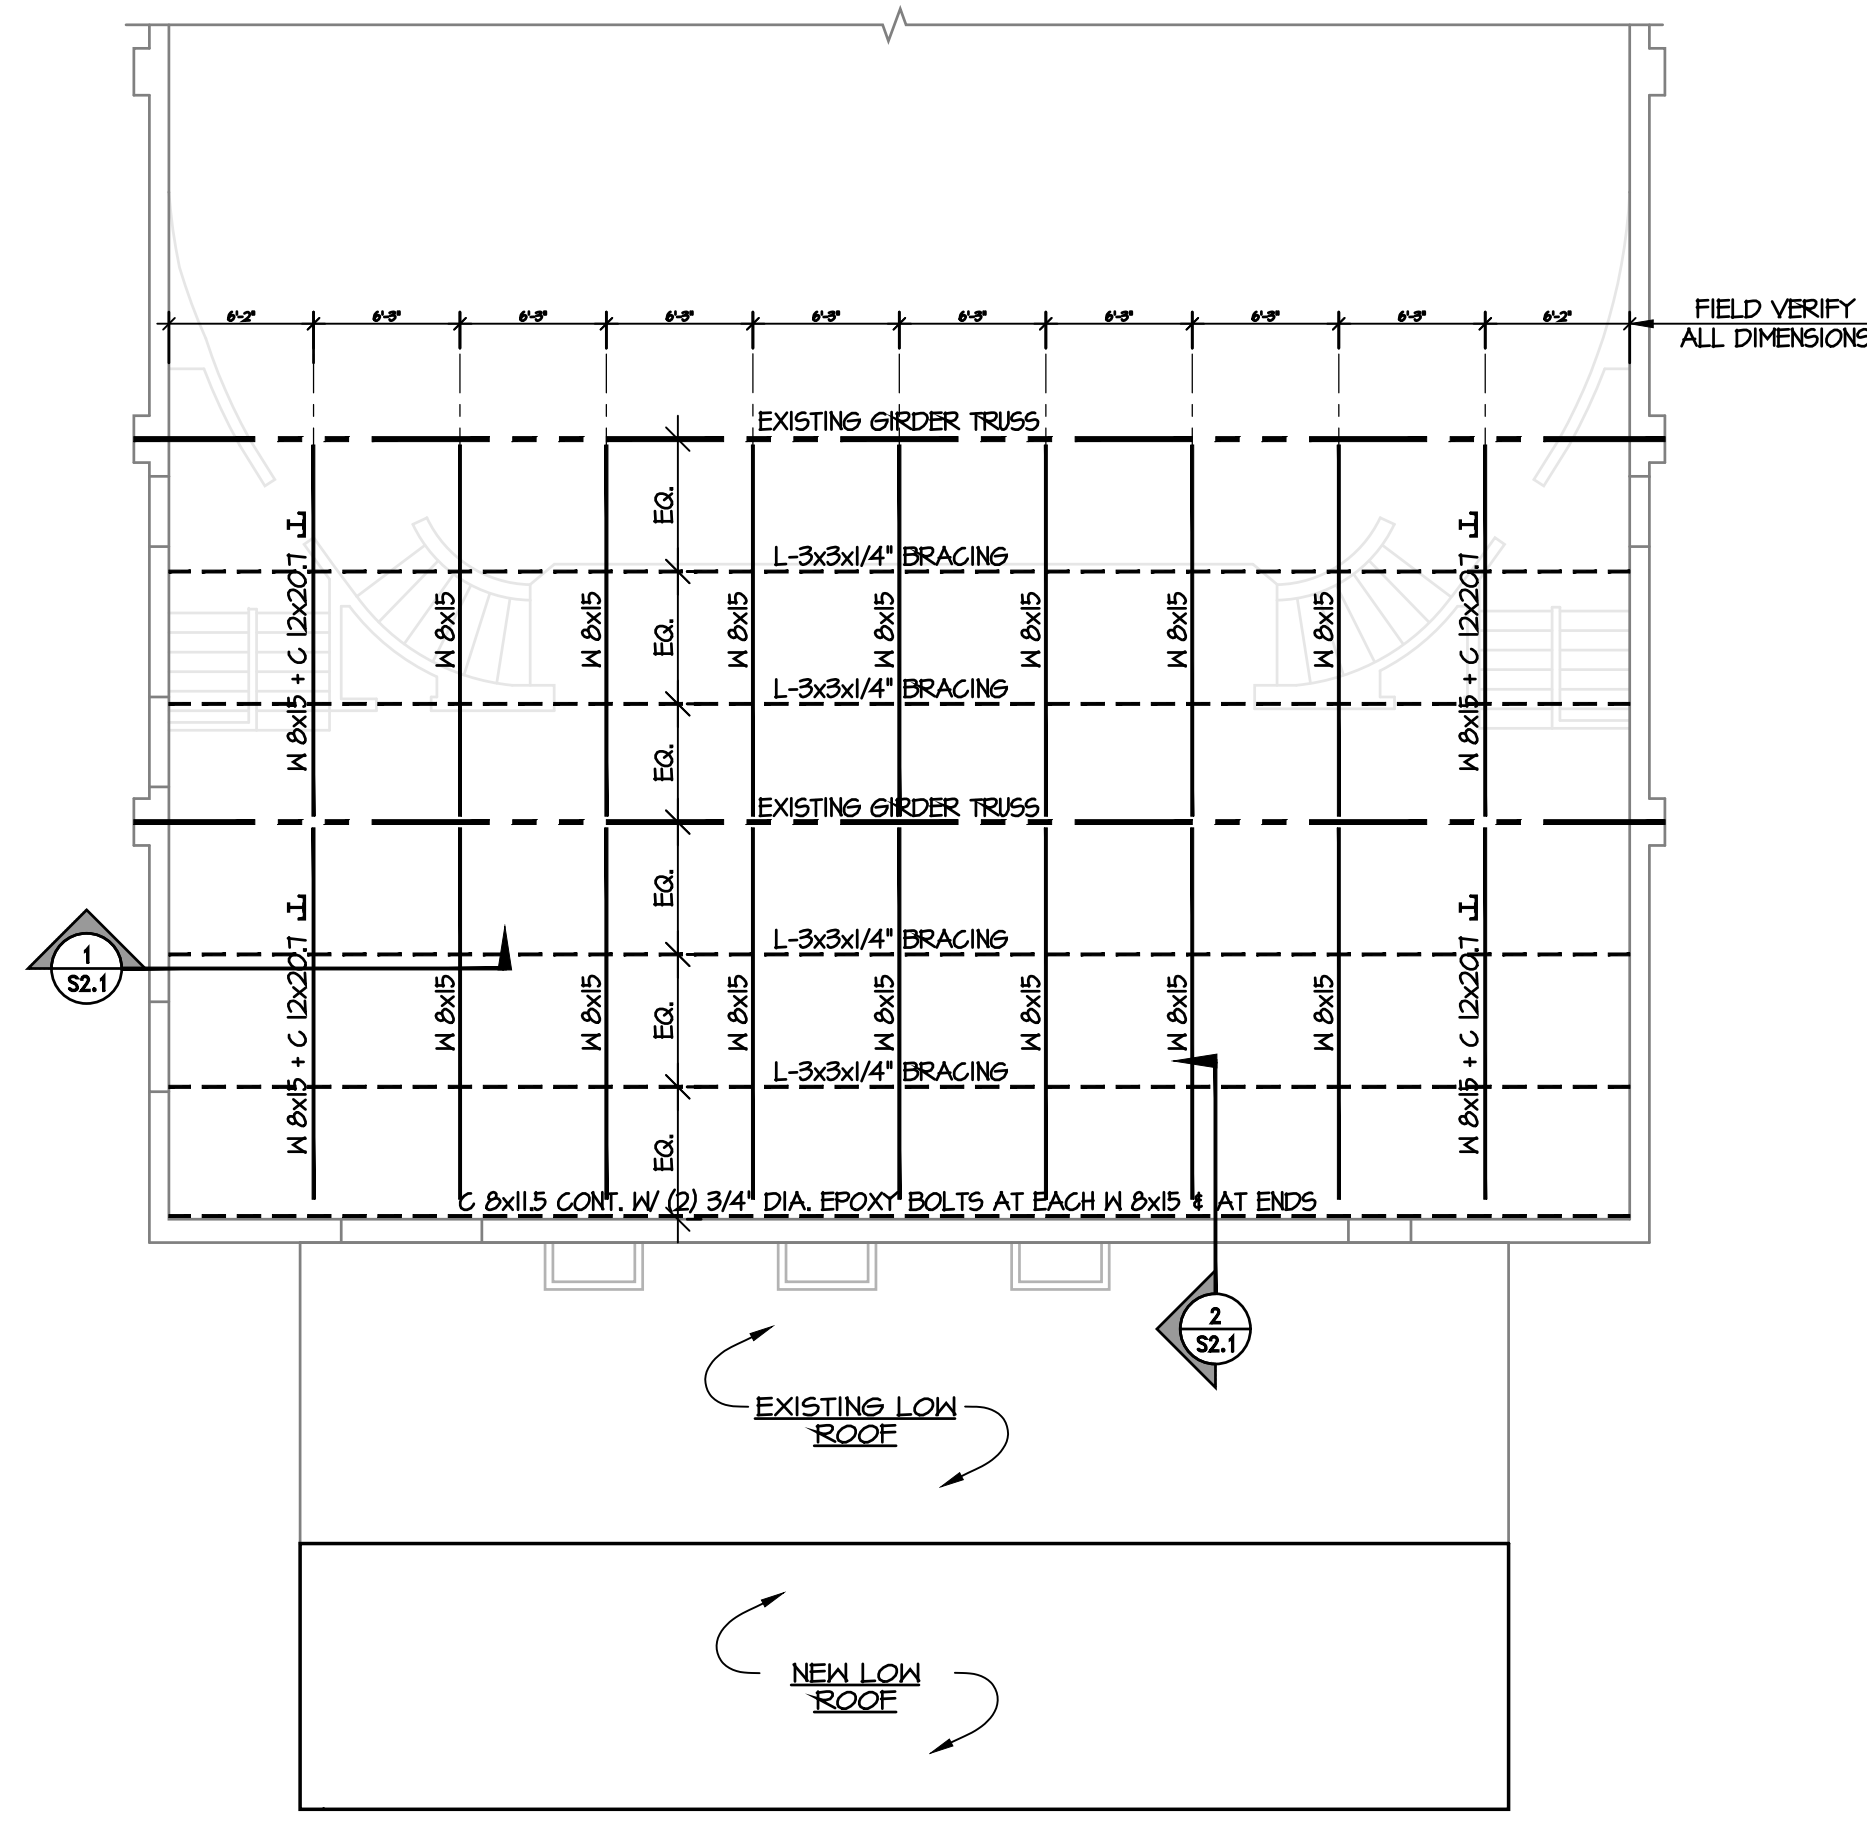 6'-2" 6'-3" 6'-3" 6'-3" 6'-3" 6'-3" 6'-3" 6'-3" 6'-3" 6'-2"
FIELD VERIFY
ALL DIMENSIONS
EXISTING GIRDER TRUSS
EQ.
L-3x3x1/4" BRACING
W 8x15 + C 12x20.7
W 8x15
W 8x15
W 8x15
W 8x15
W 8x15
W 8x15
W 8x15
W 8x15 + C 12x20.7
EQ.
L-3x3x1/4" BRACING
EQ.
EXISTING GIRDER TRUSS
EQ.
L-3x3x1/4" BRACING
1
S2.1
W 8x15 + C 12x20.7
W 8x15
W 8x15
W 8x15
W 8x15
W 8x15
W 8x15
W 8x15
W 8x15 + C 12x20.7
EQ.
L-3x3x1/4" BRACING
EQ.
C 8x11.5 CONT. W/ (2) 3/4" DIA. EPOXY BOLTS AT EACH W 8x15 & AT ENDS
2
S2.1
EXISTING LOW
ROOF
NEW LOW
ROOF